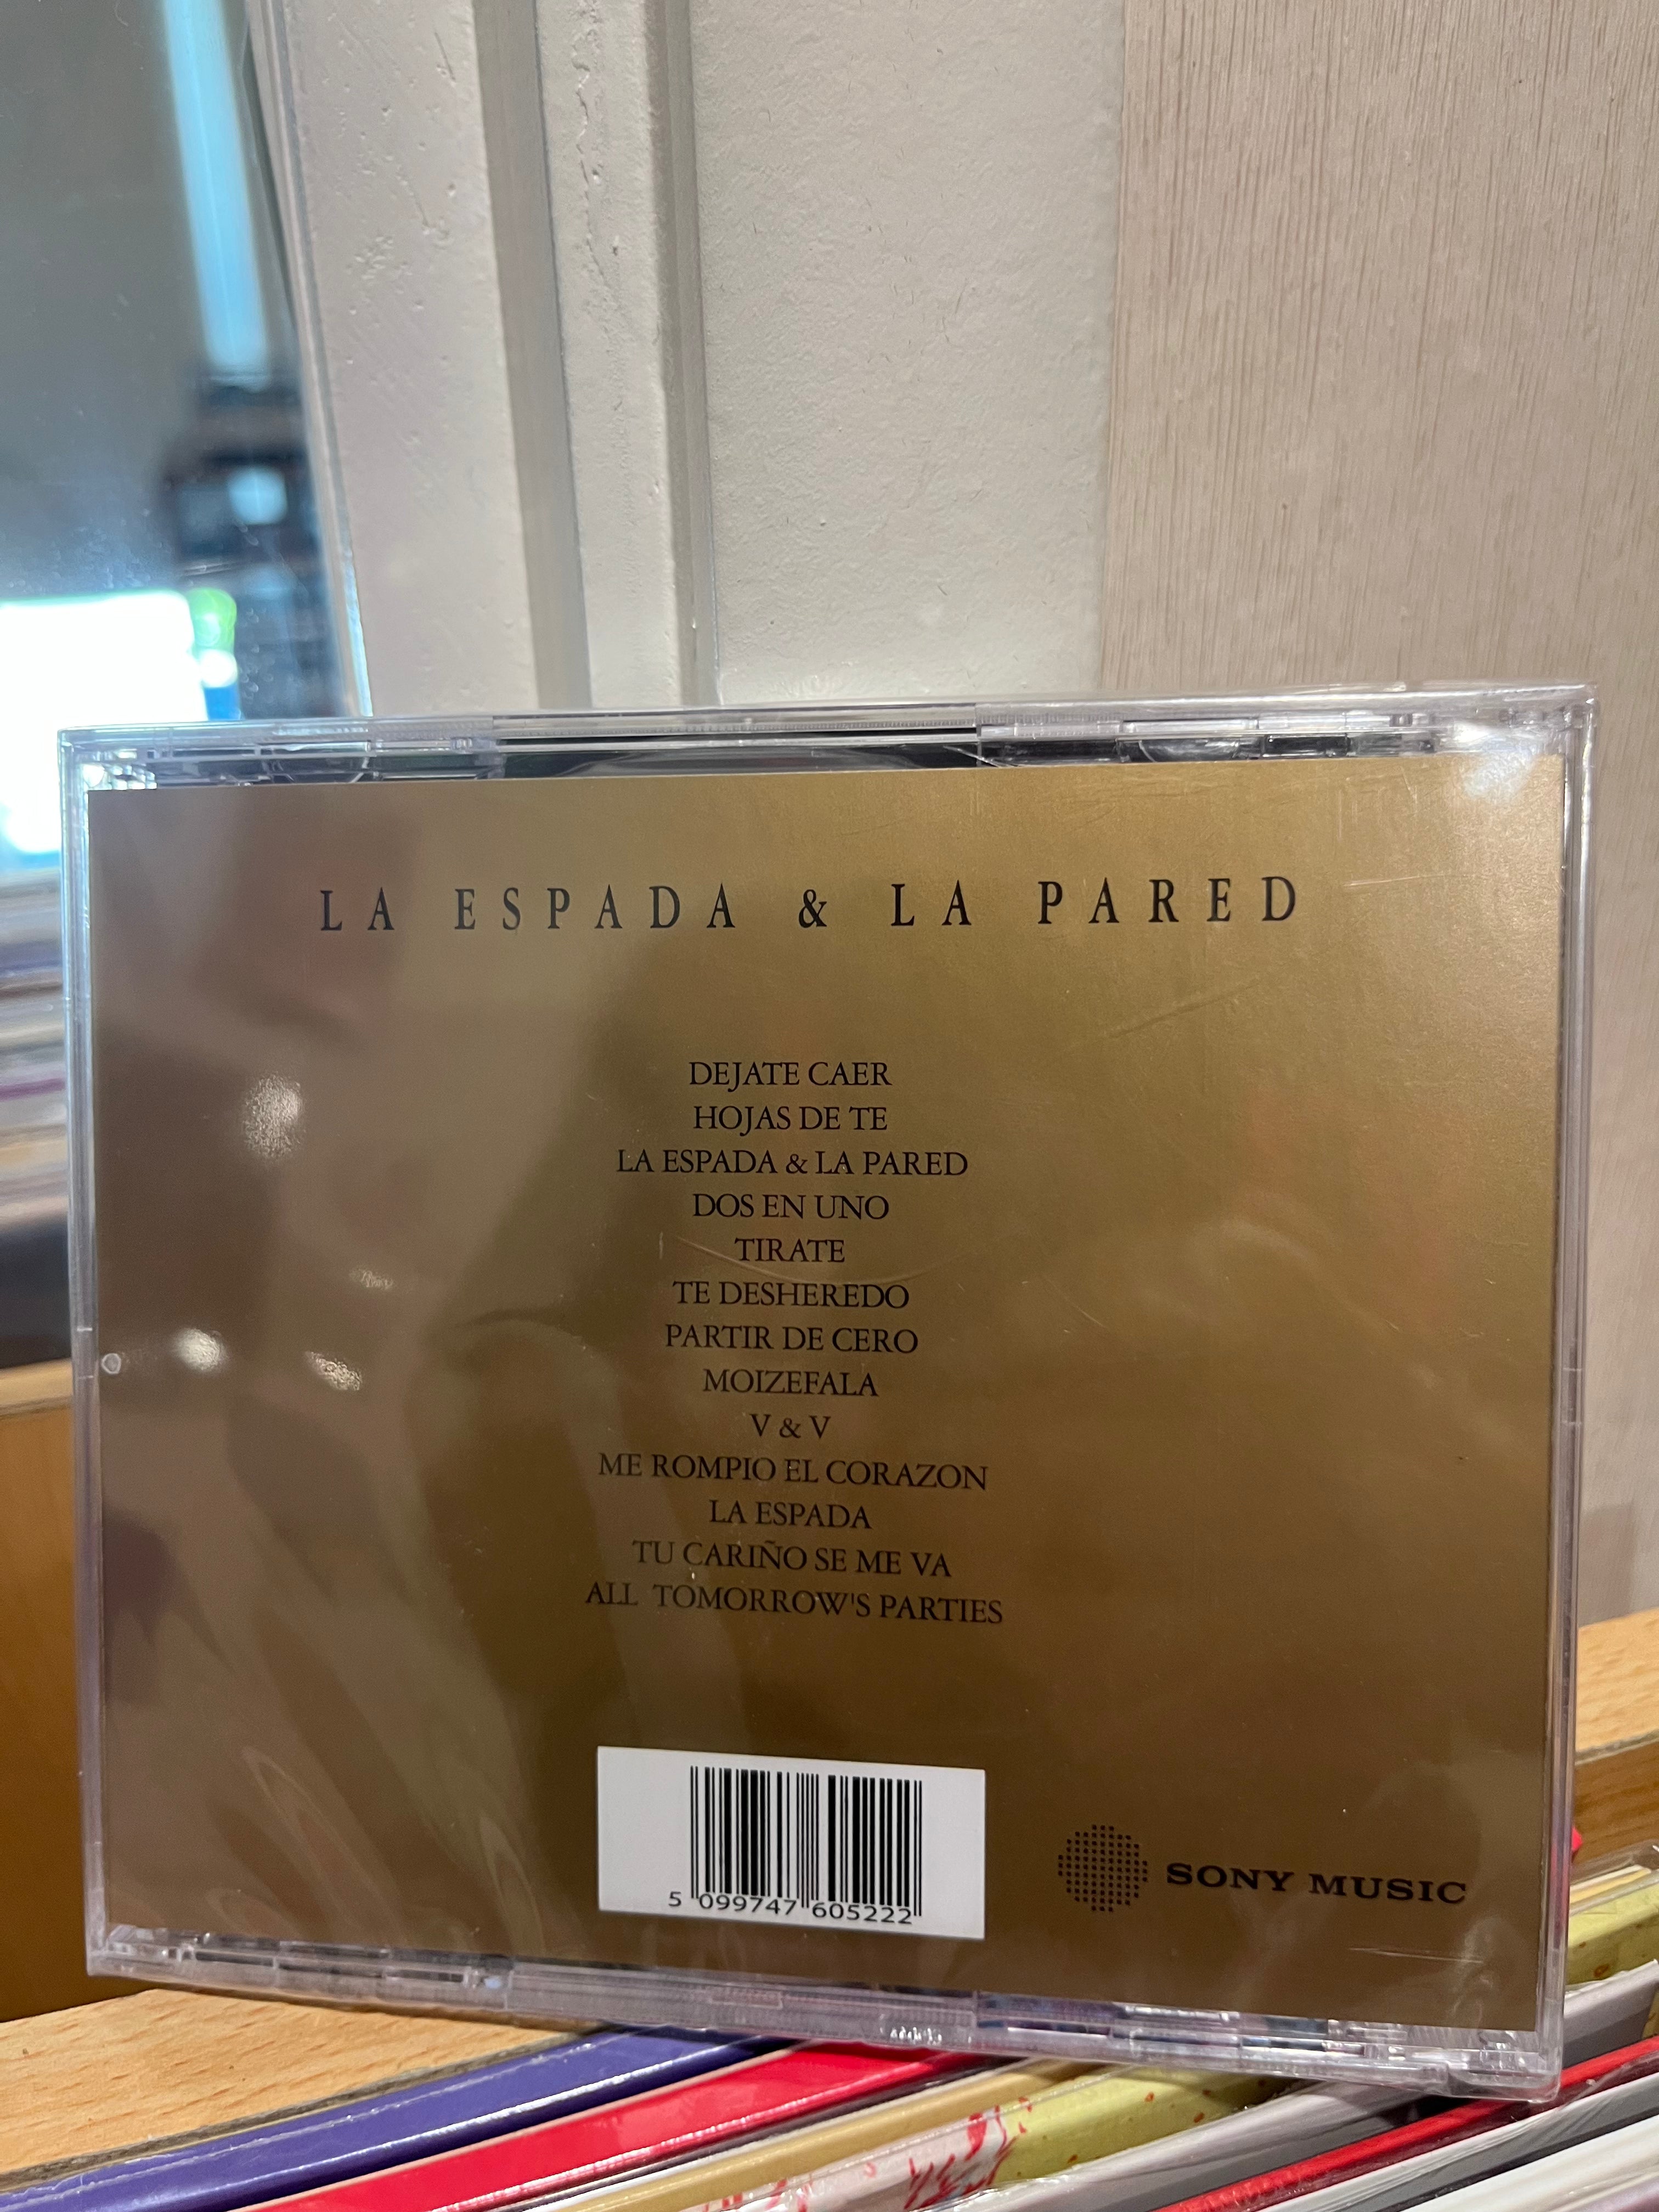 LA ESPADA & LA PARED
DEJATE CAER
HOJAS DE TE
LA ESPADA & LA PARED
DOS EN UNO
TIRATE
TE DESHEREDO
PARTIR DE CERO
MOIZEFALA
V & V
ME ROMPIO EL CORAZON
LA ESPADA
TU CARIÑO SE ME VA
ALL TOMORROW'S PARTIES
5 099747 605222
SONY MUSIC